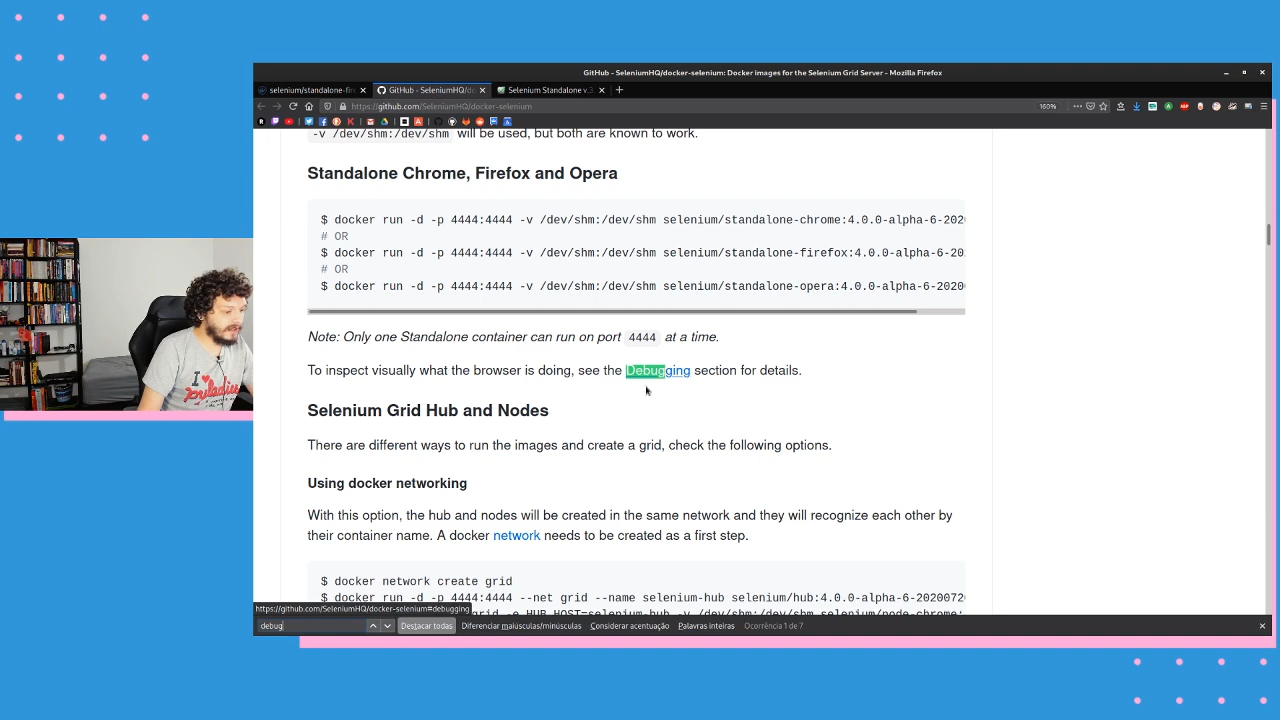 GitHub - SeleniumHQ/docker-selenium: Docker images for the Selenium Grid Server - Mozilla Firefox
selenium/standalone-fire
GitHub - SeleniumHQ/do
Selenium Standalone v.3.
https://github.com/SeleniumHQ/docker-selenium
160%
-v /dev/shm:/dev/shm will be used, but both are known to work.
Standalone Chrome, Firefox and Opera
$ docker run -d -p 4444:4444 -v /dev/shm:/dev/shm selenium/standalone-chrome:4.0.0-alpha-6-2020
# OR
$ docker run -d -p 4444:4444 -v /dev/shm:/dev/shm selenium/standalone-firefox:4.0.0-alpha-6-20
# OR
$ docker run -d -p 4444:4444 -v /dev/shm:/dev/shm selenium/standalone-opera:4.0.0-alpha-6-2020
Note: Only one Standalone container can run on port 4444 at a time.
To inspect visually what the browser is doing, see the Debugging section for details.
Selenium Grid Hub and Nodes
There are different ways to run the images and create a grid, check the following options.
Using docker networking
With this option, the hub and nodes will be created in the same network and they will recognize each other by
their container name. A docker network needs to be created as a first step.
$ docker network create grid
$ docker run -d -p 4444:4444 --net grid --name selenium-hub selenium/hub:4.0.0-alpha-6-2020072
grid -e HUB_HOST=selenium-hub -v /dev/shm:/dev/shm selenium/node-chrome:
https://github.com/SeleniumHQ/docker-selenium#debugging
debug
Destacar todas
Diferenciar maiúsculas/minúsculas
Considerar acentuação
Palavras inteiras
Ocorrência 1 de 7